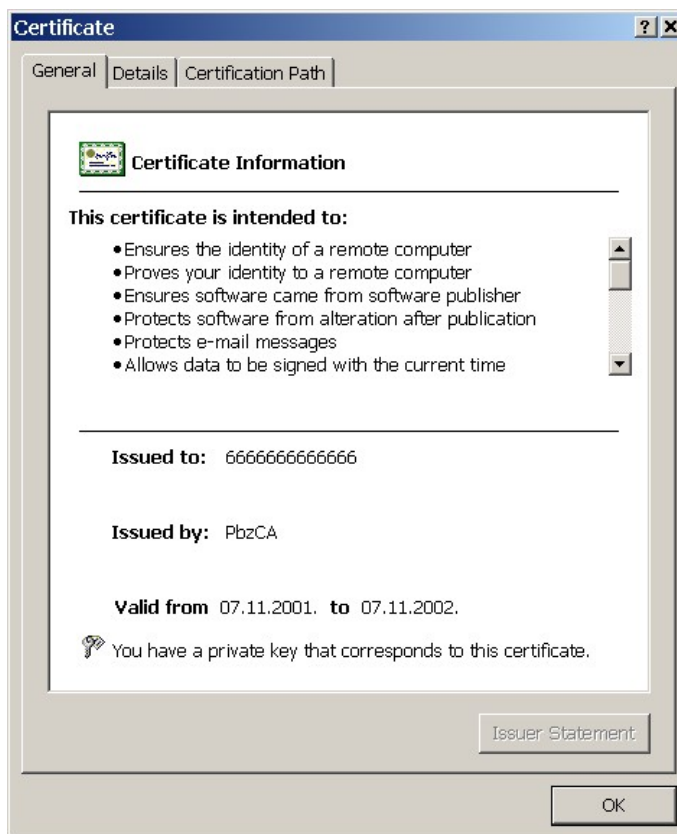 Certificate
General Details Certification Path
Certificate Information
This certificate is intended to:
•Ensures the identity of a remote computer
•Proves your identity to a remote computer
•Ensures software came from software publisher
•Protects software from alteration after publication
•Protects e-mail messages
•Allows data to be signed with the current time
Issued to: 6666666666666
Issued by: PbzCA
Valid from 07.11.2001. to 07.11.2002.
You have a private key that corresponds to this certificate.
Issuer Statement
OK